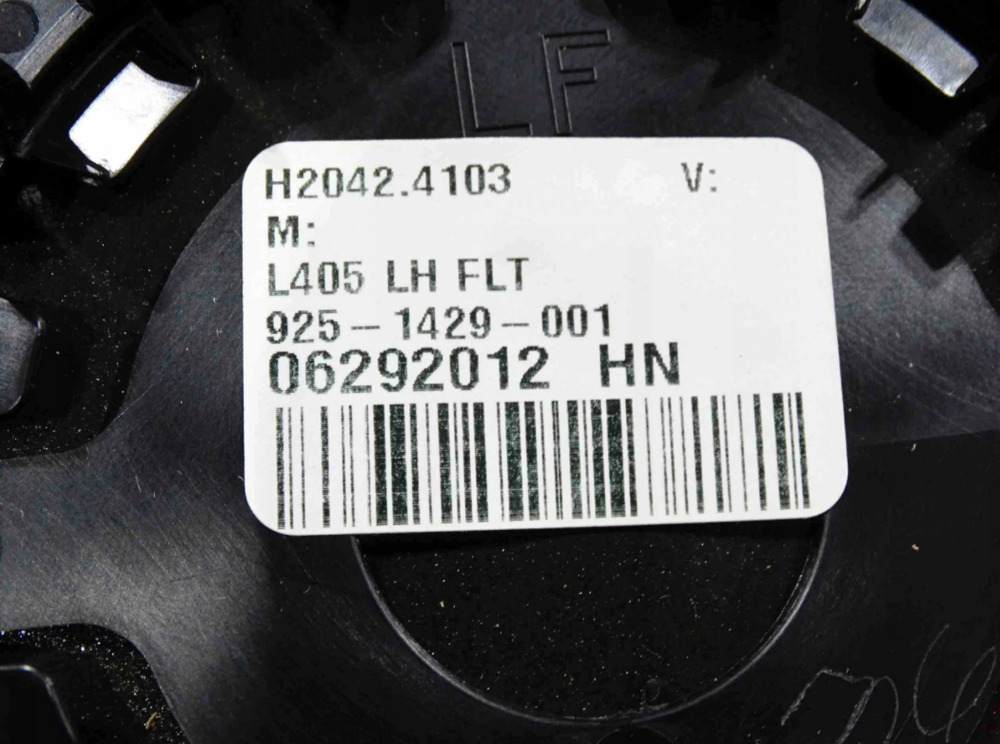 LF
H2042.4103 V:
M:
L405 LH FLT
925-1429-001
06292012 HN